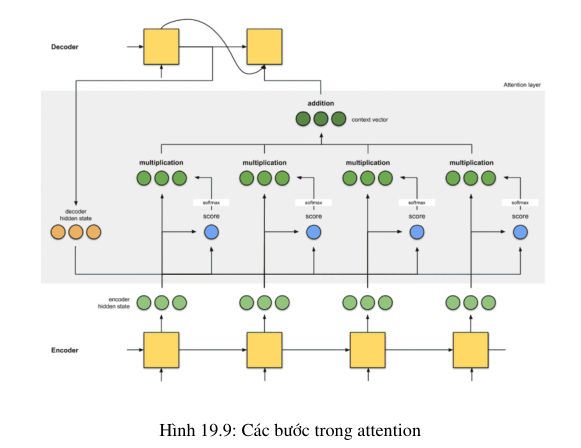 Decoder
Attention layer
addition
context vector
multiplication
multiplication
multiplication
multiplication
softmax
softmax
softmax
softmax
decoder
hidden state
score
score
score
score
encoder
hidden state
Encoder
Hình 19.9: Các bước trong attention